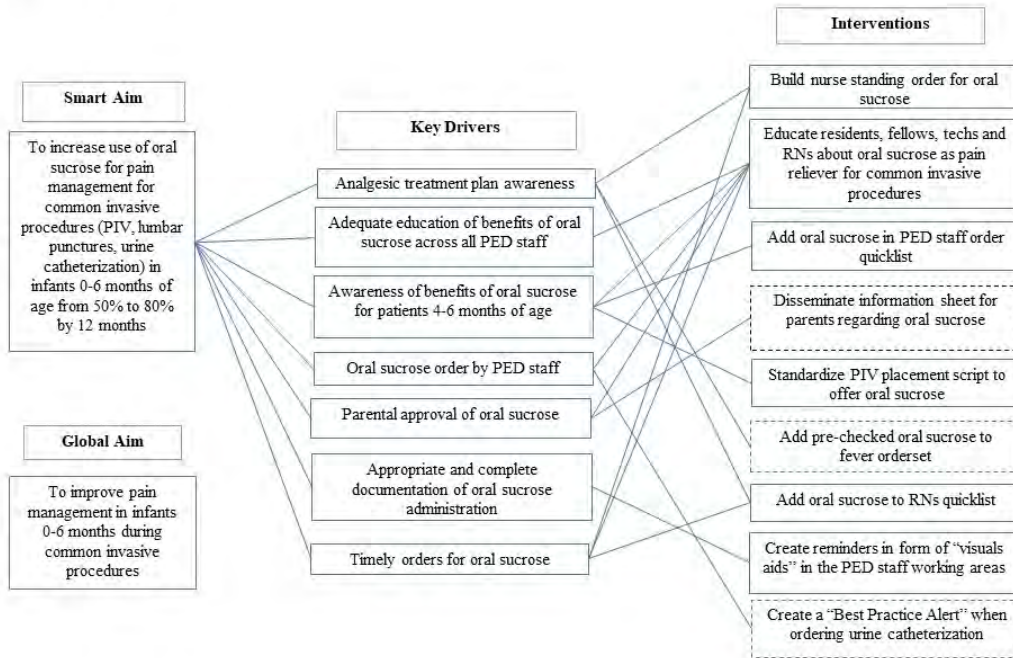 Smart Aim
To increase use of oral
sucrose for pain
management for
common invasive
procedures (PIV, lumbar
punctures, urine
catheterization) in
infants 0-6 months of
age from 50% to 80%
by 12 months
Global Aim
To improve pain
management in infants
0-6 months during
common invasive
procedures
Key Drivers
Analgesic treatment plan awareness
Adequate education of benefits of oral
sucrose across all PED staff
Awareness of benefits of oral sucrose
for patients 4-6 months of age
Oral sucrose order by PED staff
Parental approval of oral sucrose
Appropriate and complete
documentation of oral sucrose
administration
Timely orders for oral sucrose
Interventions
Build nurse standing order for oral
sucrose
Educate residents, fellows, techs and
RNs about oral sucrose as pain
reliever for common invasive
procedures
Add oral sucrose in PED staff order
quicklist
Disseminate information sheet for
parents regarding oral sucrose
Standardize PIV placement script to
offer oral sucrose
Add pre-checked oral sucrose to
fever orderset
Add oral sucrose to RNs quicklist
Create reminders in form of “visuals
aids” in the PED staff working areas
Create a “Best Practice Alert” when
ordering urine catheterization